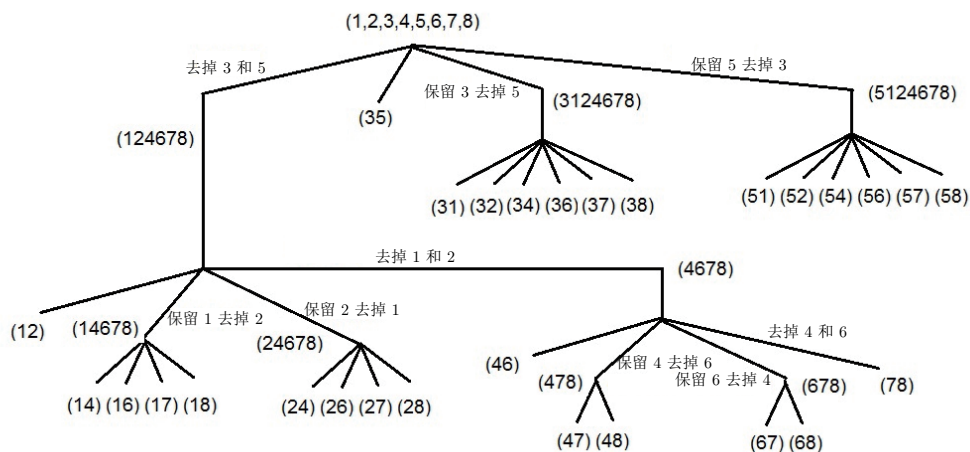 (1,2,3,4,5,6,7,8)
去掉 3 和 5
保留 3 去掉 5
保留 5 去掉 3
(124678)
(35)
(3124678)
(5124678)
(31) (32) (34) (36) (37) (38)
(51) (52) (54) (56) (57) (58)
去掉 1 和 2
(4678)
(12)
(14678)
保留 1 去掉 2
(24678)
保留 2 去掉 1
(14) (16) (17) (18)
(24) (26) (27) (28)
(46)
(478)
保留 4 去掉 6
保留 6 去掉 4
(678)
去掉 4 和 6
(78)
(47) (48)
(67) (68)